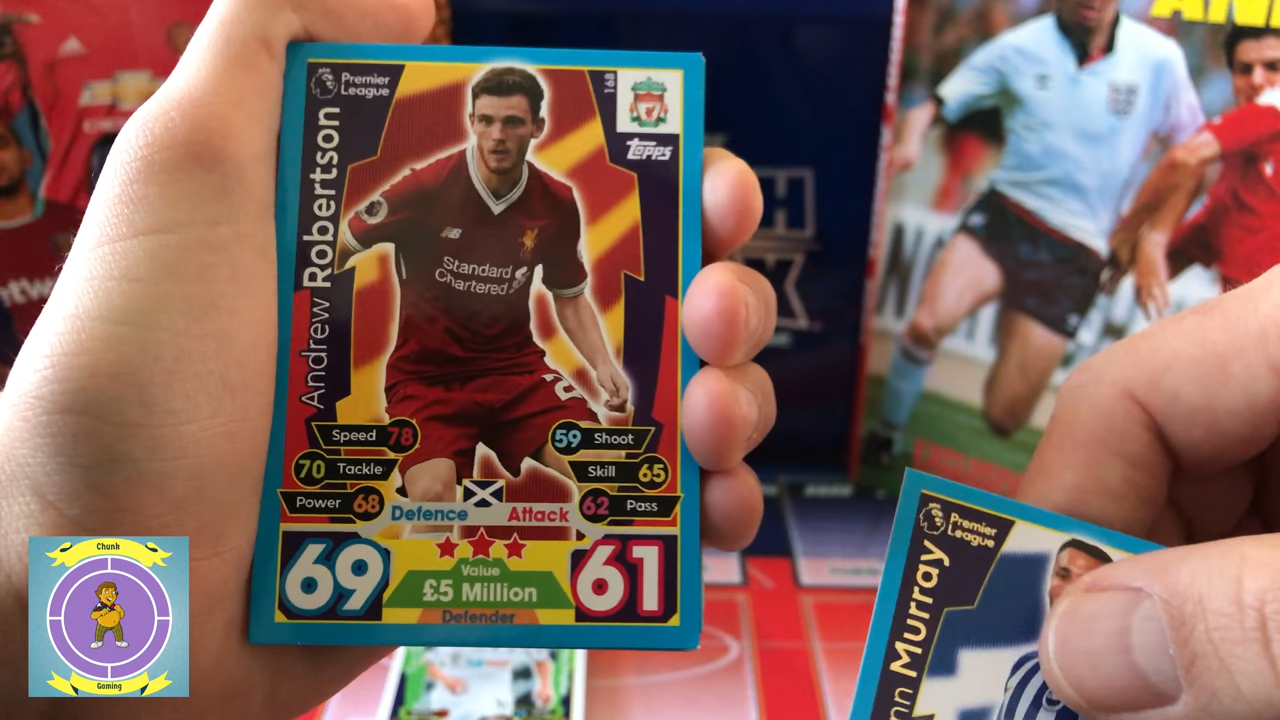 Premier
League
168
Topps
Andrew Robertson
Standard
Chartered
Speed 78
59 Shoot
70 Tackle
Skill 65
Power 68
62 Pass
Defence
Attack
69
Value
£5 Million
61
Defender
Premier
League
Murray
Chunk
Gaming